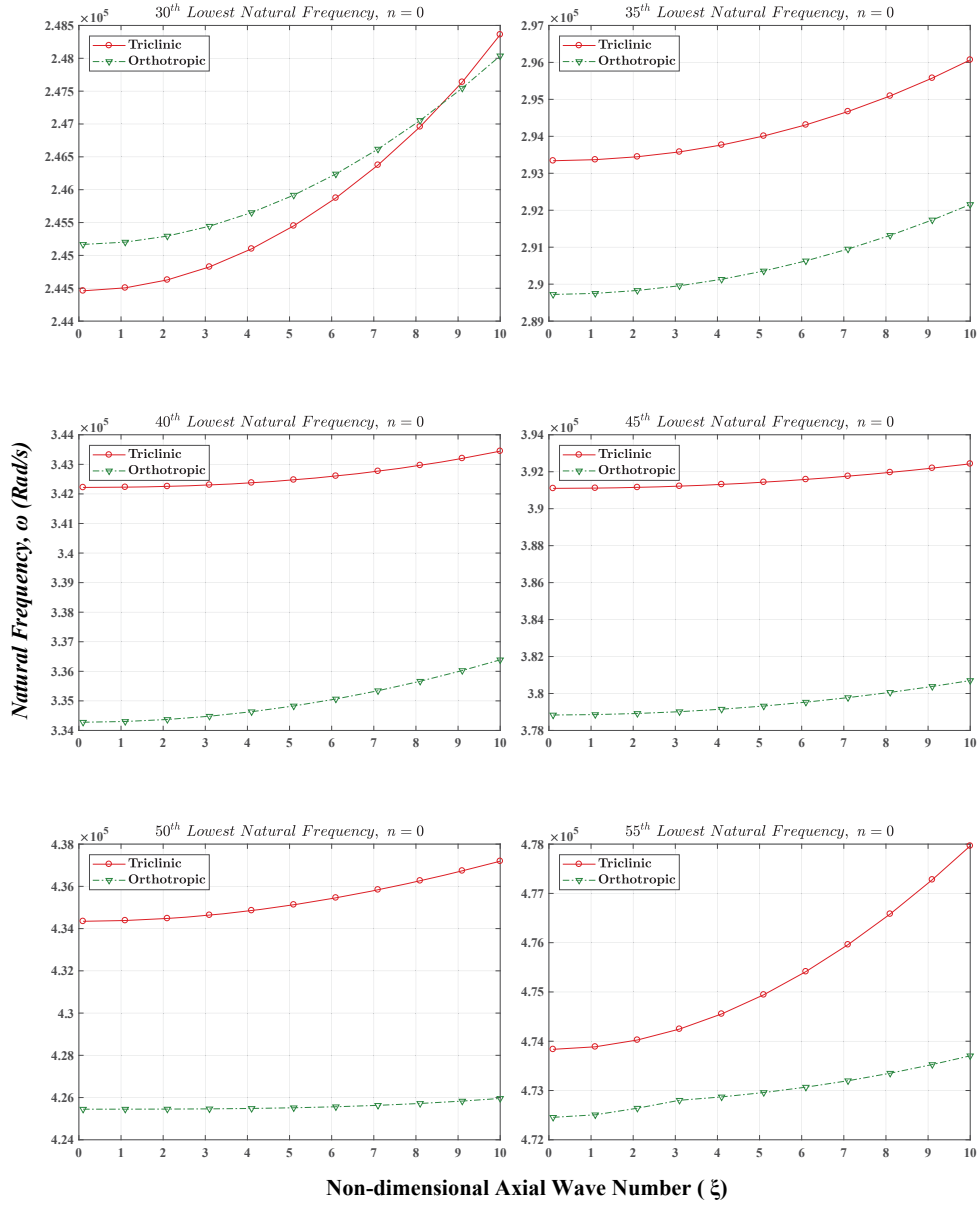 30th Lowest Natural Frequency, n = 0
×10^5
Triclinic
Orthotropic
2.485
2.48
2.475
2.47
2.465
2.46
2.455
2.45
2.445
2.44
0 1 2 3 4 5 6 7 8 9 10
35th Lowest Natural Frequency, n = 0
×10^5
Triclinic
Orthotropic
2.97
2.96
2.95
2.94
2.93
2.92
2.91
2.9
2.89
0 1 2 3 4 5 6 7 8 9 10
Natural Frequency, ω (Rad/s)
40th Lowest Natural Frequency, n = 0
×10^5
Triclinic
Orthotropic
3.44
3.43
3.42
3.41
3.4
3.39
3.38
3.37
3.36
3.35
3.34
0 1 2 3 4 5 6 7 8 9 10
45th Lowest Natural Frequency, n = 0
×10^5
Triclinic
Orthotropic
3.94
3.92
3.9
3.88
3.86
3.84
3.82
3.8
3.78
0 1 2 3 4 5 6 7 8 9 10
50th Lowest Natural Frequency, n = 0
×10^5
Triclinic
Orthotropic
4.38
4.36
4.34
4.32
4.3
4.28
4.26
4.24
0 1 2 3 4 5 6 7 8 9 10
55th Lowest Natural Frequency, n = 0
×10^5
Triclinic
Orthotropic
4.78
4.77
4.76
4.75
4.74
4.73
4.72
0 1 2 3 4 5 6 7 8 9 10
Non-dimensional Axial Wave Number ( ξ)